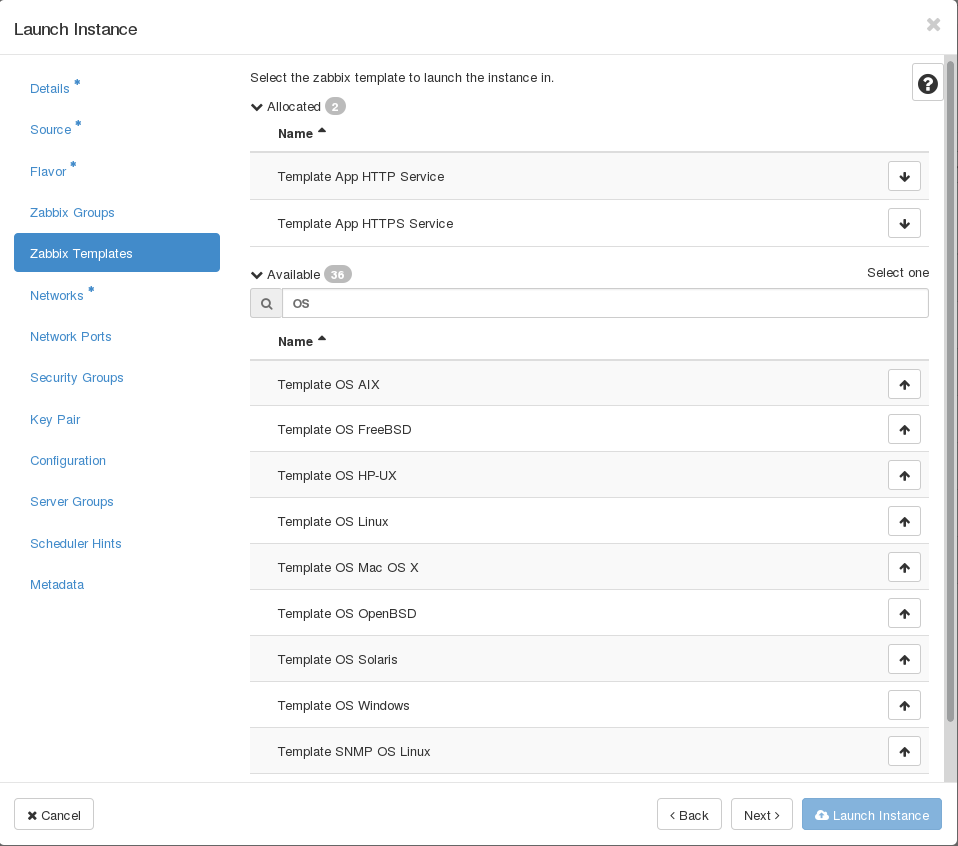 Launch Instance
Details *
Source *
Flavor *
Zabbix Groups
Zabbix Templates
Networks *
Network Ports
Security Groups
Key Pair
Configuration
Server Groups
Scheduler Hints
Metadata
Select the zabbix template to launch the instance in.
Allocated 2
Name
Template App HTTP Service
Template App HTTPS Service
Available 36 Select one
OS
Name
Template OS AIX
Template OS FreeBSD
Template OS HP-UX
Template OS Linux
Template OS Mac OS X
Template OS OpenBSD
Template OS Solaris
Template OS Windows
Template SNMP OS Linux
Cancel < Back Next > Launch Instance